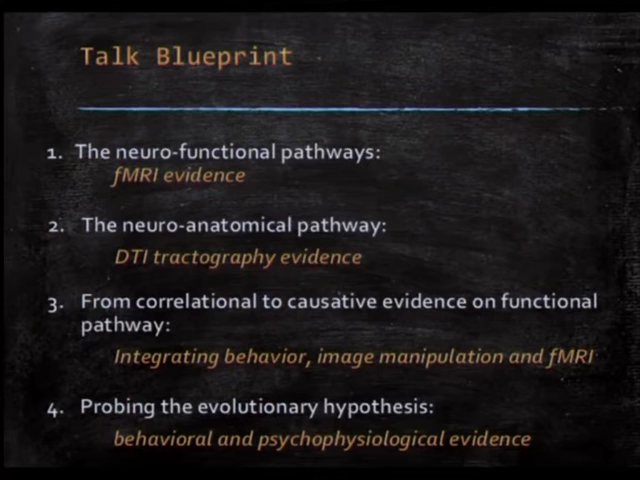 Talk Blueprint
1. The neuro-functional pathways:
fMRI evidence
2. The neuro-anatomical pathway:
DTI tractography evidence
3. From correlational to causative evidence on functional
pathway:
Integrating behavior, image manipulation and fMRI
4. Probing the evolutionary hypothesis:
behavioral and psychophysiological evidence